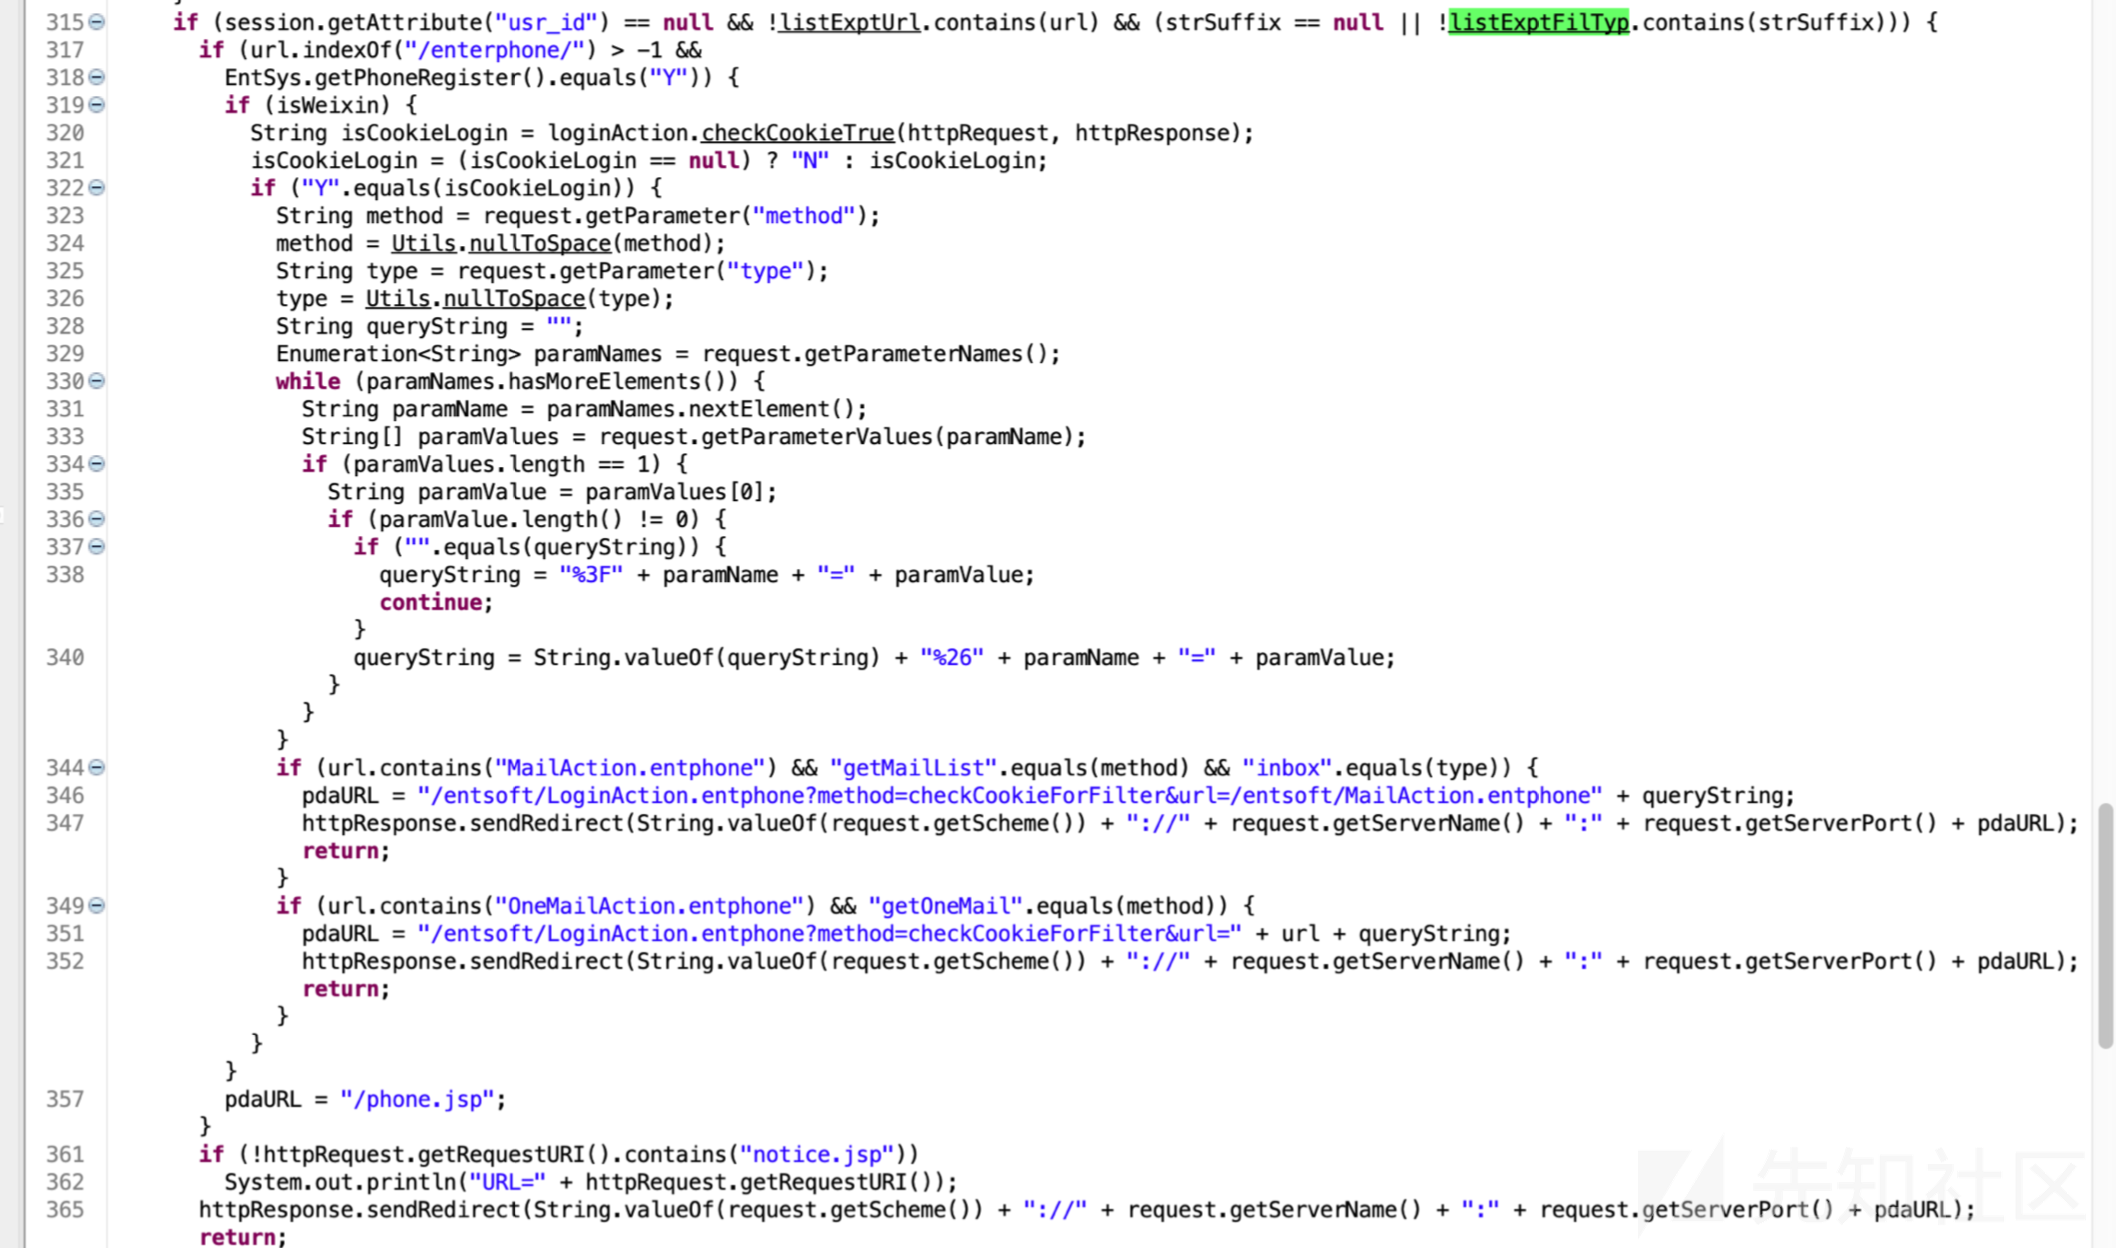 315 if (session.getAttribute("usr_id") == null && !listExptUrl.contains(url) && (strSuffix == null || !listExptFilTyp.contains(strSuffix))) {
317 if (url.indexOf("/enterphone/") > -1 &&
318 EntSys.getPhoneRegister().equals("Y")) {
319 if (isWeixin) {
320 String isCookieLogin = loginAction.checkCookieTrue(httpRequest, httpResponse);
321 isCookieLogin = (isCookieLogin == null) ? "N" : isCookieLogin;
322 if ("Y".equals(isCookieLogin)) {
323 String method = request.getParameter("method");
324 method = Utils.nullToSpace(method);
325 String type = request.getParameter("type");
326 type = Utils.nullToSpace(type);
328 String queryString = "";
329 Enumeration<String> paramNames = request.getParameterNames();
330 while (paramNames.hasMoreElements()) {
331 String paramName = paramNames.nextElement();
333 String[] paramValues = request.getParameterValues(paramName);
334 if (paramValues.length == 1) {
335 String paramValue = paramValues[0];
336 if (paramValue.length() != 0) {
337 if ("".equals(queryString)) {
338 queryString = "%3F" + paramName + "=" + paramValue;
continue;
}
340 queryString = String.valueOf(queryString) + "%26" + paramName + "=" + paramValue;
}
}
}
344 if (url.contains("MailAction.entphone") && "getMailList".equals(method) && "inbox".equals(type)) {
346 pdaURL = "/entsoft/LoginAction.entphone?method=checkCookieForFilter&url=/entsoft/MailAction.entphone" + queryString;
347 httpResponse.sendRedirect(String.valueOf(request.getScheme()) + "://" + request.getServerName() + ":" + request.getServerPort() + pdaURL);
return;
}
349 if (url.contains("OneMailAction.entphone") && "getOneMail".equals(method)) {
351 pdaURL = "/entsoft/LoginAction.entphone?method=checkCookieForFilter&url=" + url + queryString;
352 httpResponse.sendRedirect(String.valueOf(request.getScheme()) + "://" + request.getServerName() + ":" + request.getServerPort() + pdaURL);
return;
}
}
}
357 pdaURL = "/phone.jsp";
}
361 if (!httpRequest.getRequestURI().contains("notice.jsp"))
362 System.out.println("URL=" + httpRequest.getRequestURI());
365 httpResponse.sendRedirect(String.valueOf(request.getScheme()) + "://" + request.getServerName() + ":" + request.getServerPort() + pdaURL);
return;
先知社区